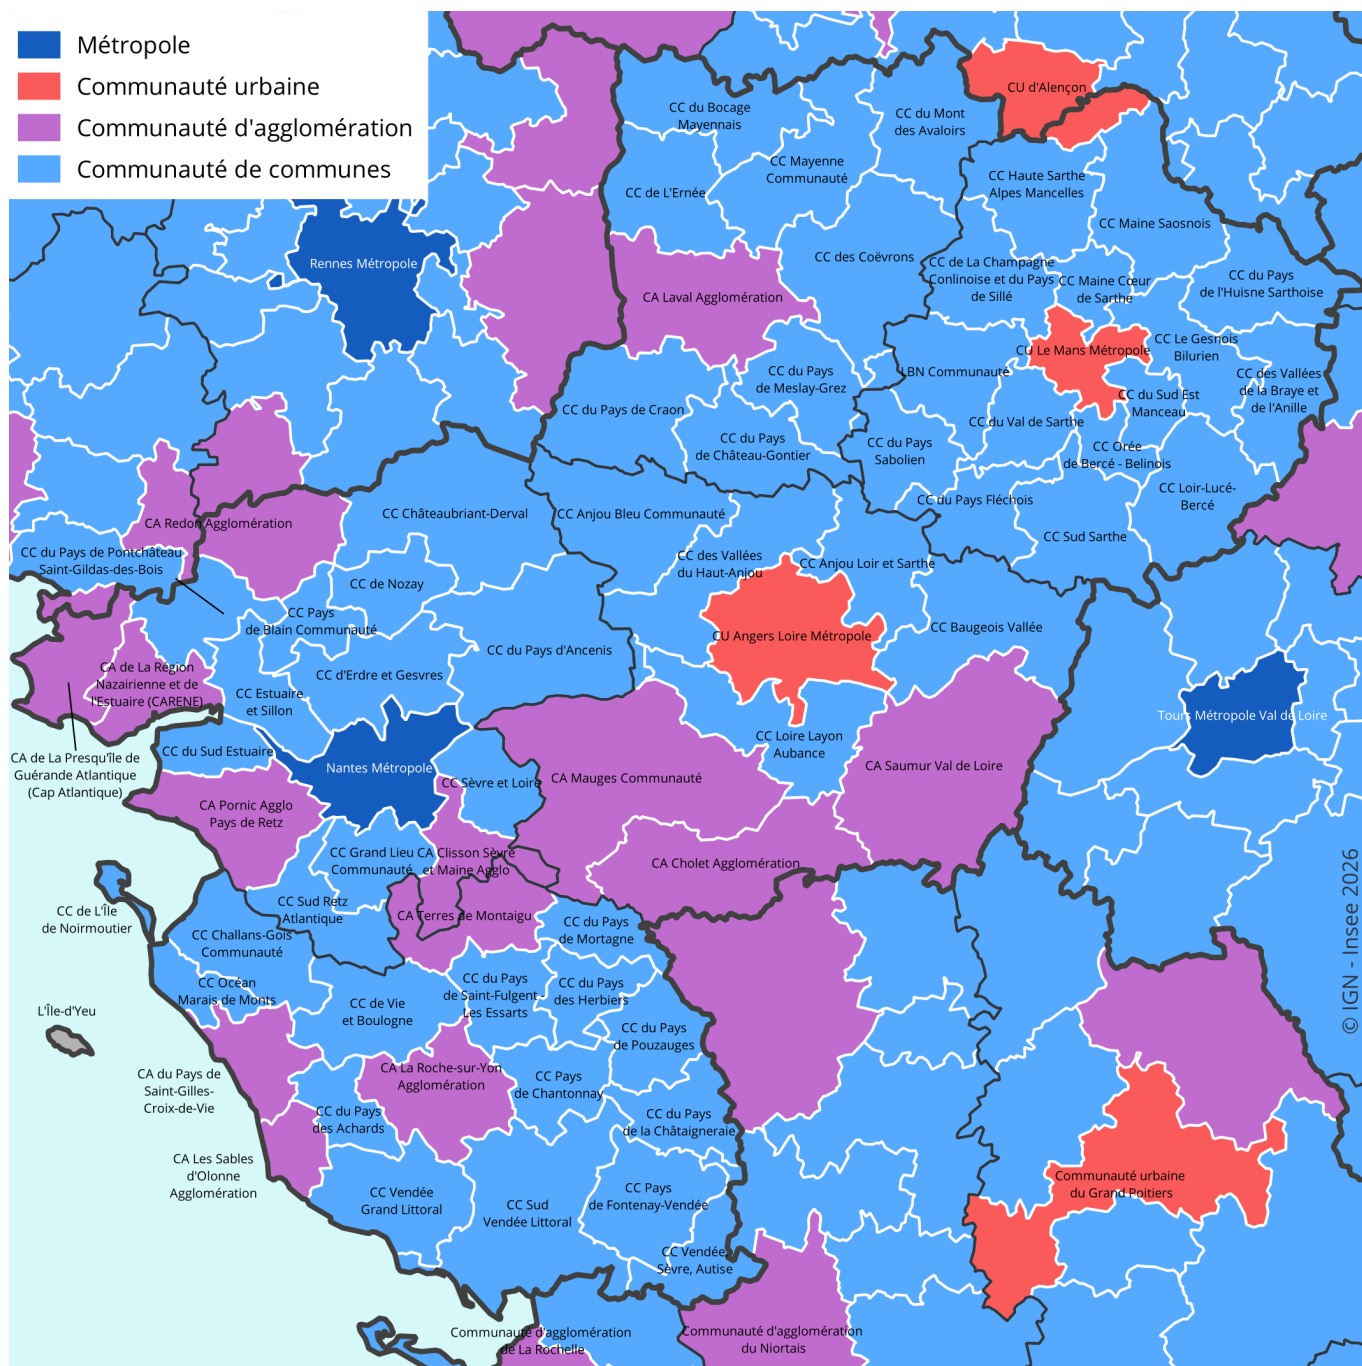 Métropole
Communauté urbaine
Communauté d'agglomération
Communauté de communes
CU d'Alençon
CC du Bocage
Mayennais
CC du Mont
des Avaloirs
CC Mayenne
Communauté
CC de L'Ernée
CC Haute Sarthe
Alpes Mancelles
CC Maine Saosnois
Rennes Métropole
CC des Coëvrons
CC de La Champagne
Conlinoise et du Pays
de Sillé
CC Maine Cœur
de Sarthe
CC du Pays
de l'Huisne Sarthoise
CA Laval Agglomération
CU Le Mans Métropole
CC Le Gesnois
Bilurien
CC du Pays
de Meslay-Grez
LBN Communauté
CC des Vallées
de la Braye et
de l'Anille
CC du Sud Est
Manceau
CC du Pays de Craon
CC du Val de Sarthe
CC du Pays
de Château-Gontier
CC du Pays
Sabolien
CC Orée
de Bercé - Belinois
CC Loir-Lucé-
Bercé
CC du Pays Fléchois
CC Sud Sarthe
CA Redon Agglomération
CC Châteaubriant-Derval
CC Anjou Bleu Communauté
CC du Pays de Pontchâteau
Saint-Gildas-des-Bois
CC des Vallées
du Haut-Anjou
CC Anjou Loir et Sarthe
CC de Nozay
CC Pays
de Blain Communauté
CU Angers Loire Métropole
CC Baugeois Vallée
CC du Pays d'Ancenis
CA de La Région
Nazairienne et de
l'Estuaire (CARENE)
CC d'Erdre et Gesvres
CC Estuaire
et Sillon
Tours Métropole Val de Loire
CC Loire Layon
Aubance
CC du Sud Estuaire
CA de La Presqu'île de
Guérande Atlantique
(Cap Atlantique)
Nantes Métropole
CC Sèvre et Loire
CA Mauges Communauté
CA Saumur Val de Loire
CA Pornic Agglo
Pays de Retz
CC Grand Lieu
Communauté
CA Clisson Sèvre
et Maine Agglo
CA Cholet Agglomération
CC Sud Retz
Atlantique
CA Terres de Montaigu
CC de L'Île
de Noirmoutier
CC du Pays
de Mortagne
CC Challans-Gois
Communauté
CC Océan
Marais de Monts
CC du Pays
de Saint-Fulgent -
Les Essarts
CC du Pays
des Herbiers
CC de Vie
et Boulogne
L'Île-d'Yeu
CC du Pays
de Pouzauges
CA du Pays de
Saint-Gilles-
Croix-de-Vie
CA La Roche-sur-Yon
Agglomération
CC Pays
de Chantonnay
CC du Pays
des Achards
CC du Pays
de la Châtaigneraie
CA Les Sables
d'Olonne
Agglomération
CC Vendée
Grand Littoral
CC Sud
Vendée Littoral
CC Pays
de Fontenay-Vendée
Communauté urbaine
du Grand Poitiers
CC Vendée,
Sèvre, Autise
Communauté d'agglomération
de La Rochelle
Communauté d'agglomération
du Niortais
© IGN - Insee 2026